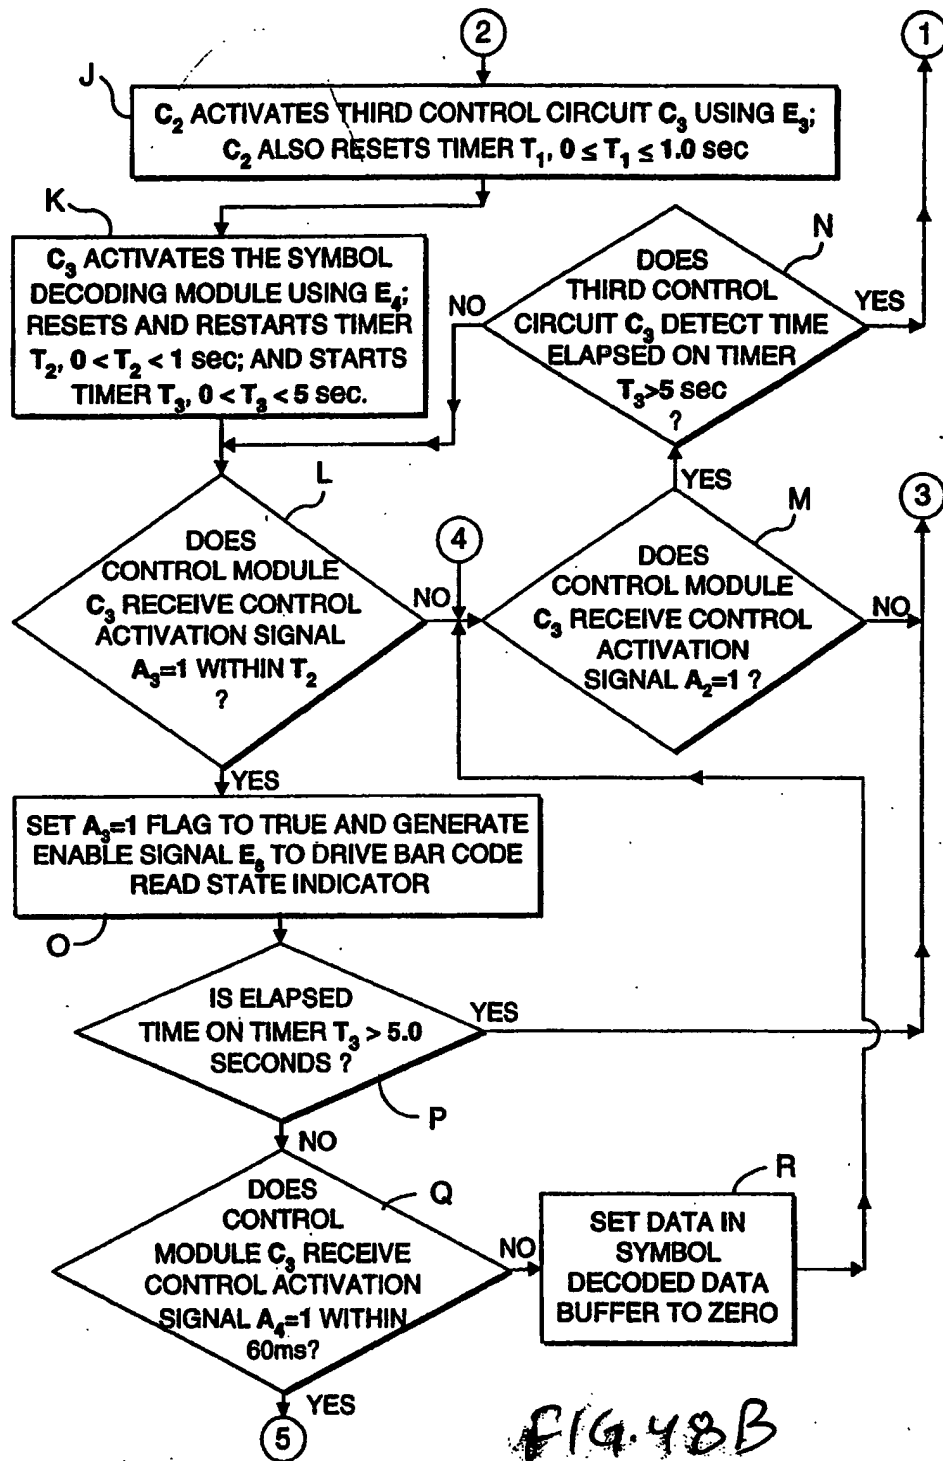 2
1
J
C₂ ACTIVATES THIRD CONTROL CIRCUIT C₃ USING E₃;
C₂ ALSO RESETS TIMER T₁, 0 ≤ T₁ ≤ 1.0 sec
K
C₃ ACTIVATES THE SYMBOL
DECODING MODULE USING E₄;
RESETS AND RESTARTS TIMER
T₂, 0 < T₂ < 1 sec; AND STARTS
TIMER T₃, 0 < T₃ < 5 sec.
N
DOES
THIRD CONTROL
CIRCUIT C₃ DETECT TIME
ELAPSED ON TIMER
T₃>5 sec
?
NO
YES
L
DOES
CONTROL MODULE
C₃ RECEIVE CONTROL
ACTIVATION SIGNAL
A₃=1 WITHIN T₂
?
NO
YES
4
YES
M
DOES
CONTROL MODULE
C₃ RECEIVE CONTROL
ACTIVATION
SIGNAL A₂=1 ?
NO
3
SET A₃=1 FLAG TO TRUE AND GENERATE
ENABLE SIGNAL E₆ TO DRIVE BAR CODE
READ STATE INDICATOR
O
IS ELAPSED
TIME ON TIMER T₃ > 5.0
SECONDS ?
YES
P
NO
DOES
CONTROL
MODULE C₃ RECEIVE
CONTROL ACTIVATION
SIGNAL A₄=1 WITHIN
60ms?
Q
NO
R
SET DATA IN
SYMBOL
DECODED DATA
BUFFER TO ZERO
YES
5
FIG. 48B